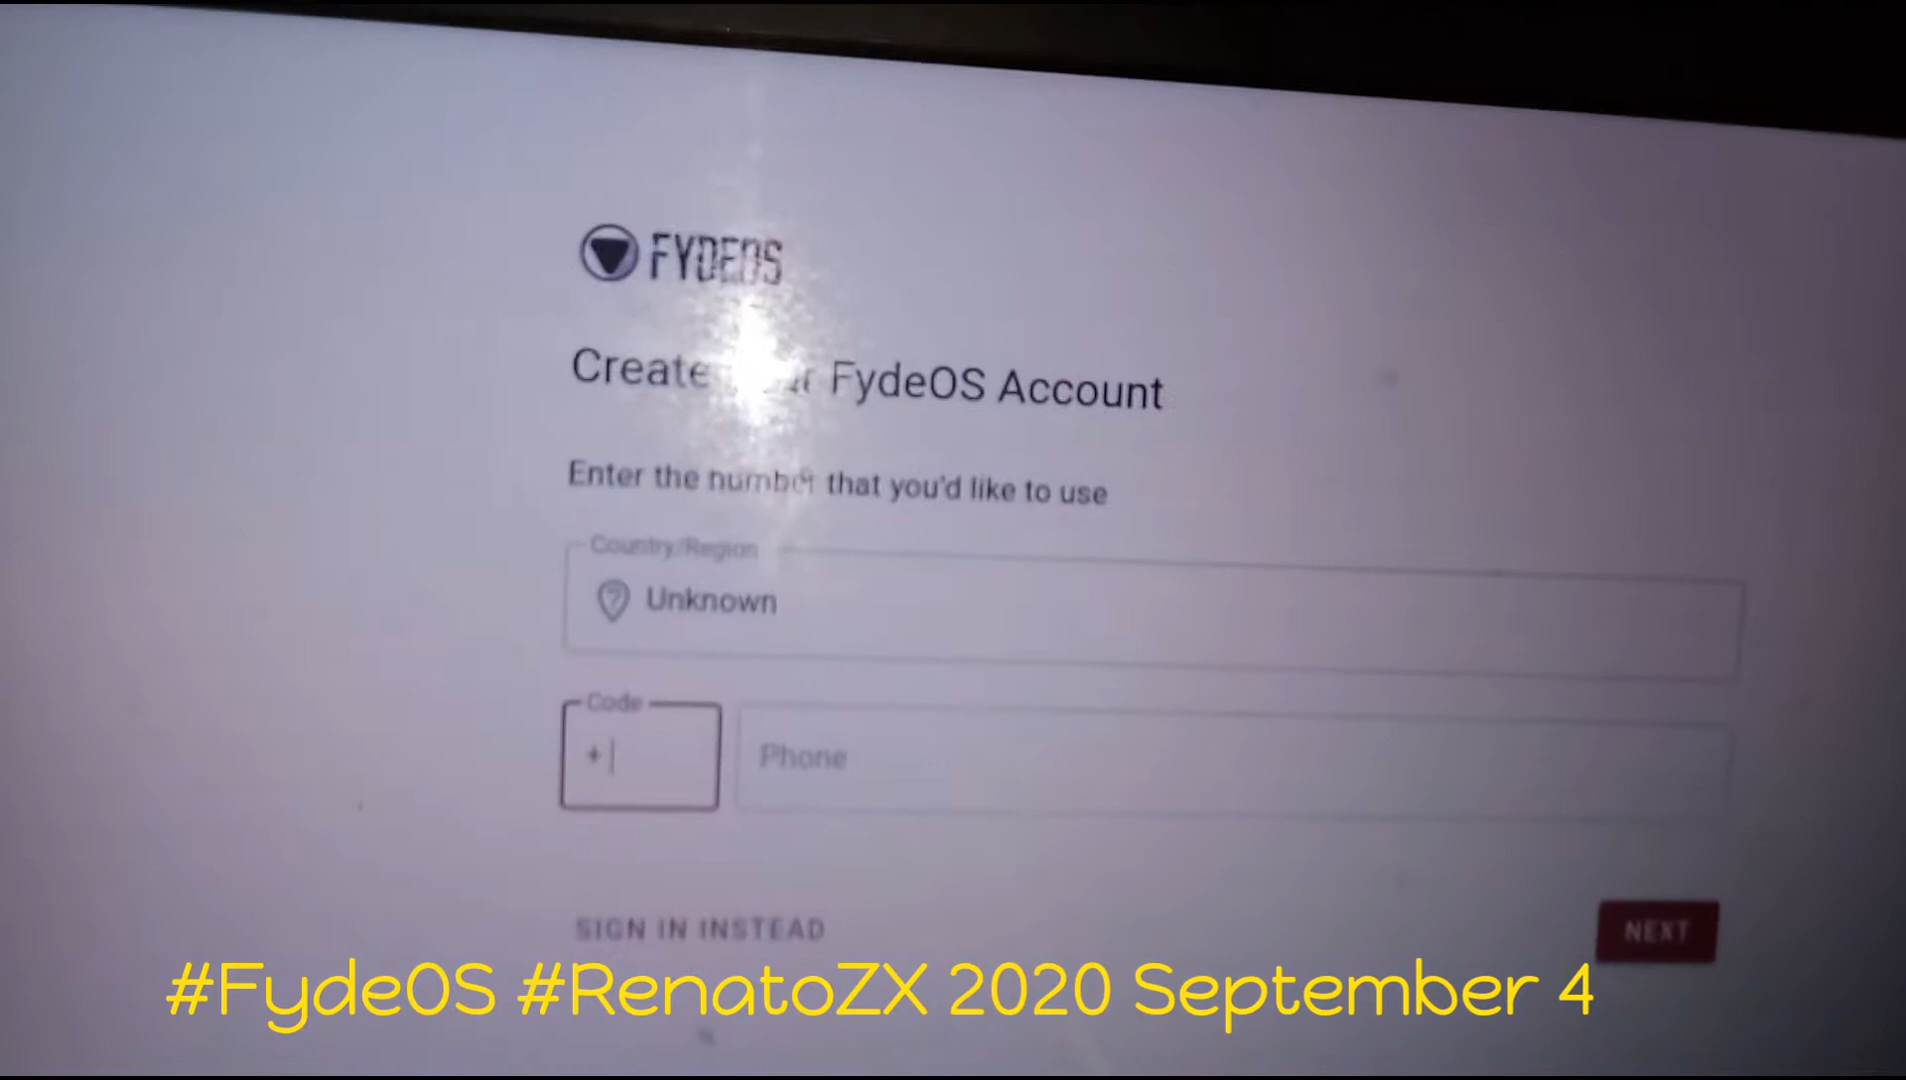 FYDEOS
Create FydeOS Account
Enter the number that you'd like to use
Country/Region
Unknown
Code
+
Phone
SIGN IN INSTEAD
NEXT
#FydeOS #RenatoZX 2020 September 4